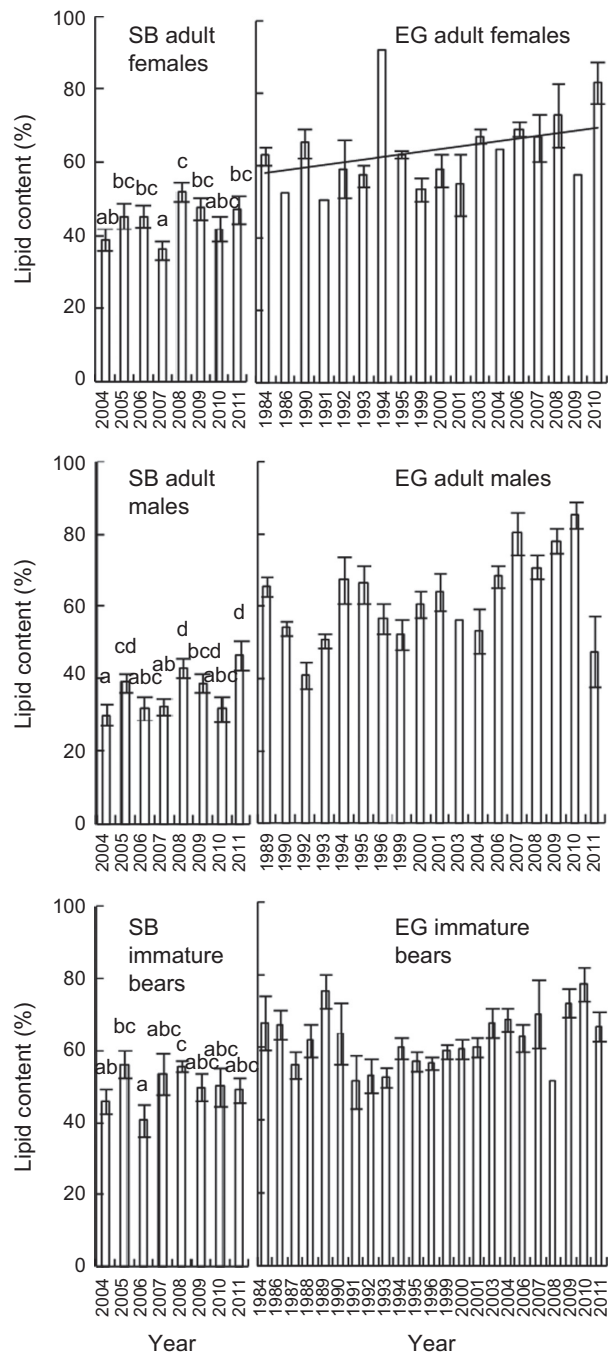 SB adult
females
EG adult females
Lipid content (%)
100
80
60
40
20
0
ab bc bc a c bc abc bc
2004 2005 2006 2007 2008 2009 2010 2011
1984 1986 1990 1991 1992 1993 1994 1995 1999 2000 2001 2003 2004 2006 2007 2008 2009 2010
SB adult
males
EG adult males
Lipid content (%)
100
80
60
40
20
0
a cd abc ab d bcd abc d
2004 2005 2006 2007 2008 2009 2010 2011
1989 1990 1992 1993 1994 1995 1996 1999 2000 2001 2003 2004 2006 2007 2008 2009 2010 2011
SB
immature
bears
EG immature
bears
Lipid content (%)
100
80
60
40
20
0
ab bc a abc c abc abc abc
2004 2005 2006 2007 2008 2009 2010 2011
1984 1986 1987 1988 1989 1990 1991 1992 1993 1994 1995 1996 1999 2000 2001 2003 2004 2006 2007 2008 2009 2010 2011
Year
Year